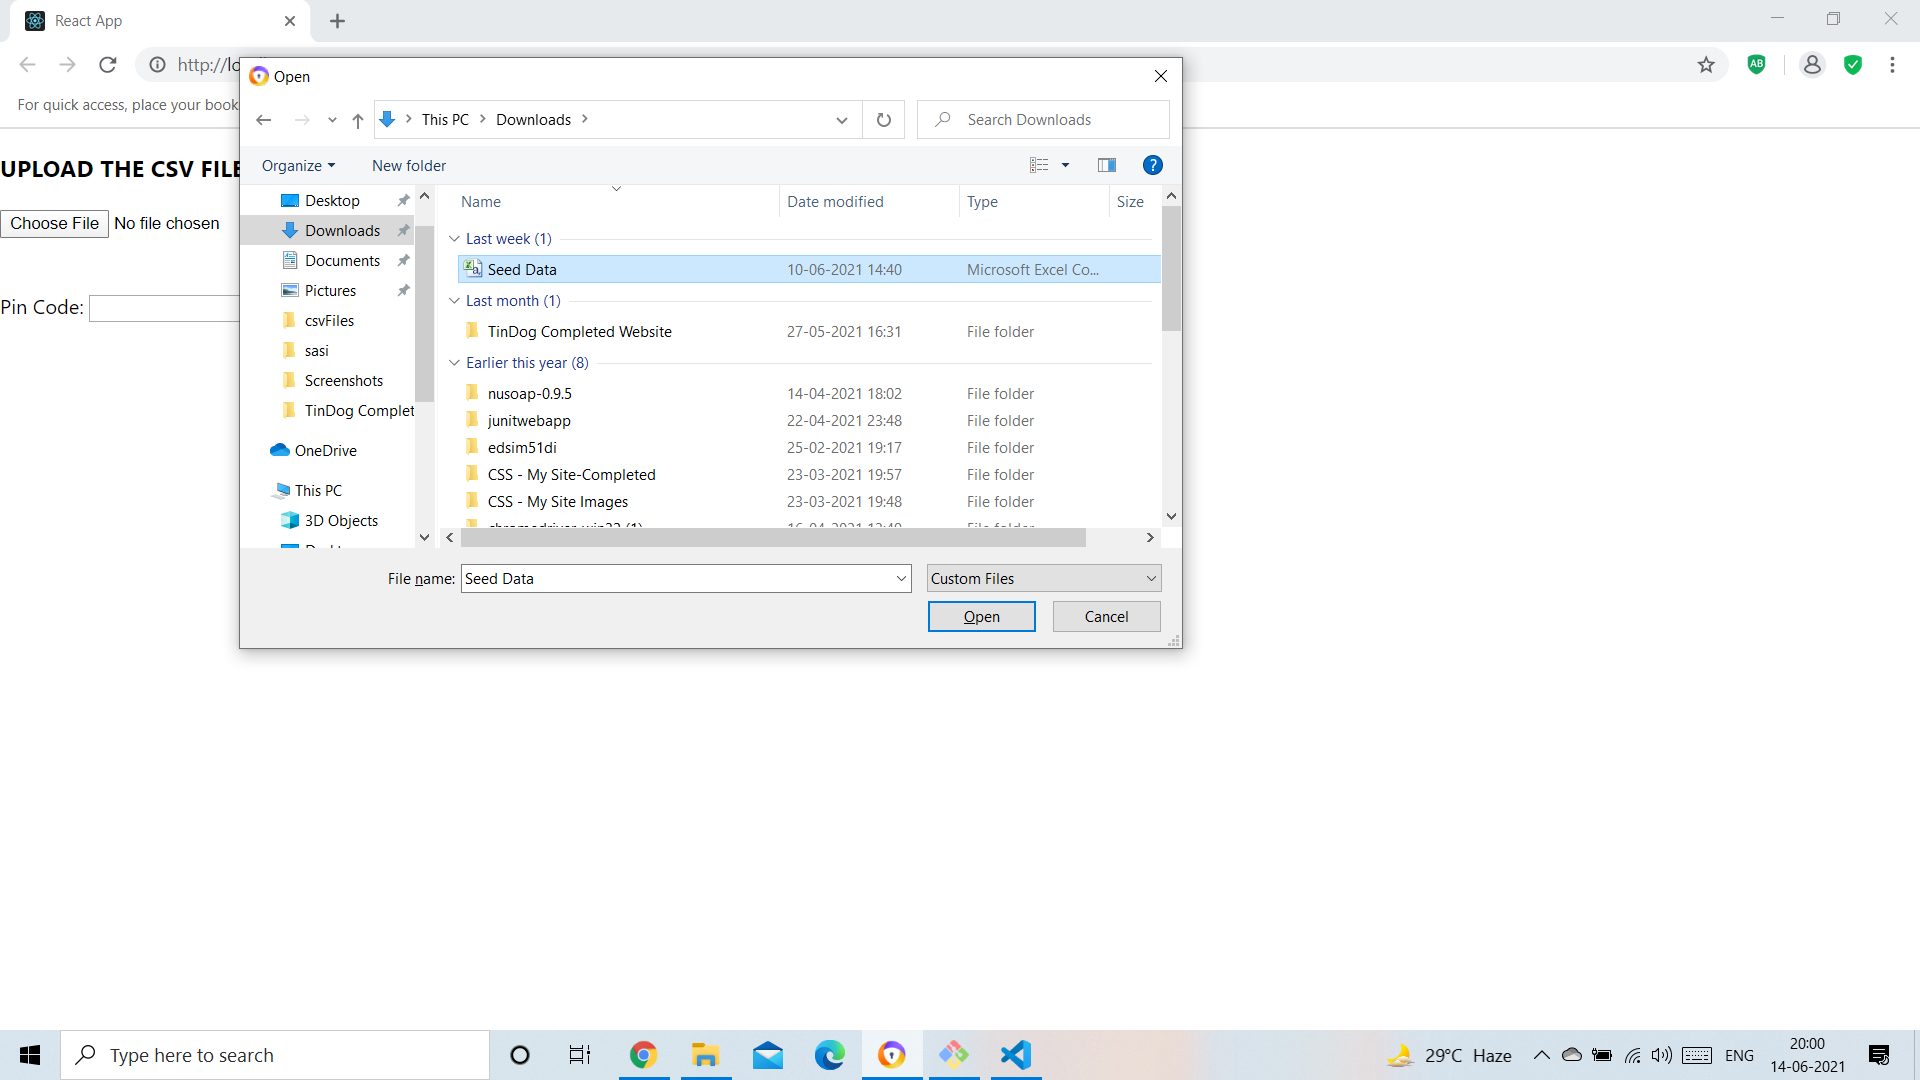 React App
http://lo
For quick access, place your book
UPLOAD THE CSV FILE
Choose File No file chosen
Pin Code:
Open
This PC > Downloads >
Search Downloads
Organize
New folder
Desktop
Downloads
Documents
Pictures
csvFiles
sasi
Screenshots
TinDog Complet
OneDrive
This PC
3D Objects
Name Date modified Type Size
Last week (1)
Seed Data 10-06-2021 14:40 Microsoft Excel Co...
Last month (1)
TinDog Completed Website 27-05-2021 16:31 File folder
Earlier this year (8)
nusoap-0.9.5 14-04-2021 18:02 File folder
junitwebapp 22-04-2021 23:48 File folder
edsim51di 25-02-2021 19:17 File folder
CSS - My Site-Completed 23-03-2021 19:57 File folder
CSS - My Site Images 23-03-2021 19:48 File folder
File name: Seed Data
Custom Files
Open Cancel
Type here to search
29°C Haze
ENG
20:00
14-06-2021